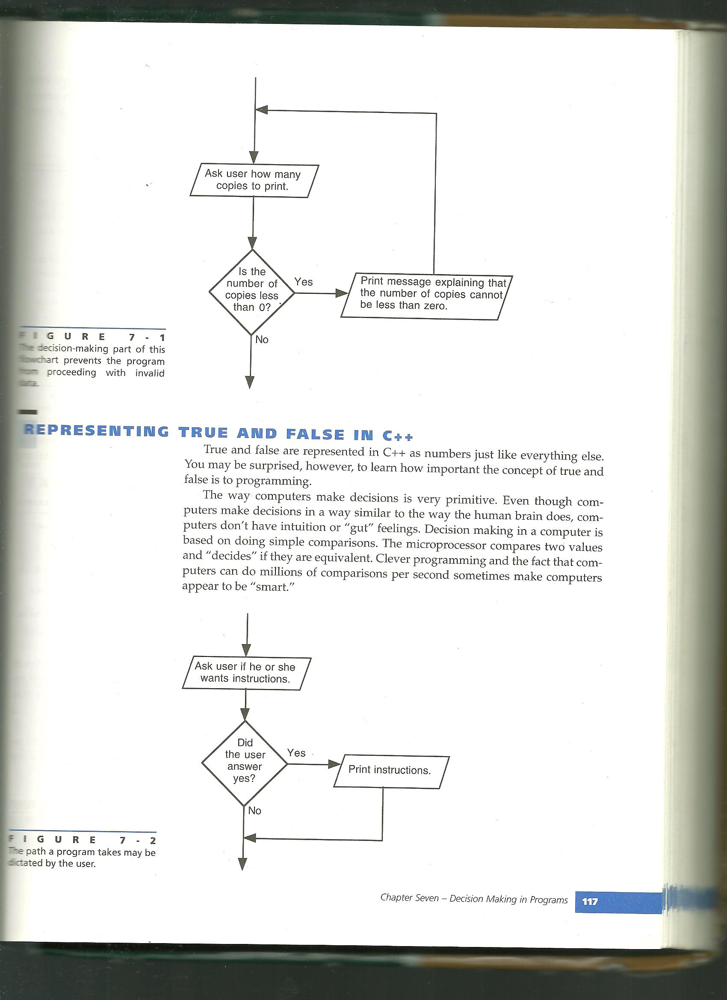 Ask user how many
copies to print.
Is the
number of
copies less
than 0?
Yes
Print message explaining that
the number of copies cannot
be less than zero.
No
FIGURE 7-1
The decision-making part of this
flowchart prevents the program
from proceeding with invalid
data.
REPRESENTING TRUE AND FALSE IN C++
True and false are represented in C++ as numbers just like everything else.
You may be surprised, however, to learn how important the concept of true and
false is to programming.
The way computers make decisions is very primitive. Even though com-
puters make decisions in a way similar to the way the human brain does, com-
puters don't have intuition or "gut" feelings. Decision making in a computer is
based on doing simple comparisons. The microprocessor compares two values
and "decides" if they are equivalent. Clever programming and the fact that com-
puters can do millions of comparisons per second sometimes make computers
appear to be "smart."
Ask user if he or she
wants instructions.
Did
the user
answer
yes?
Yes
Print instructions.
No
FIGURE 7-2
The path a program takes may be
dictated by the user.
Chapter Seven – Decision Making in Programs 117